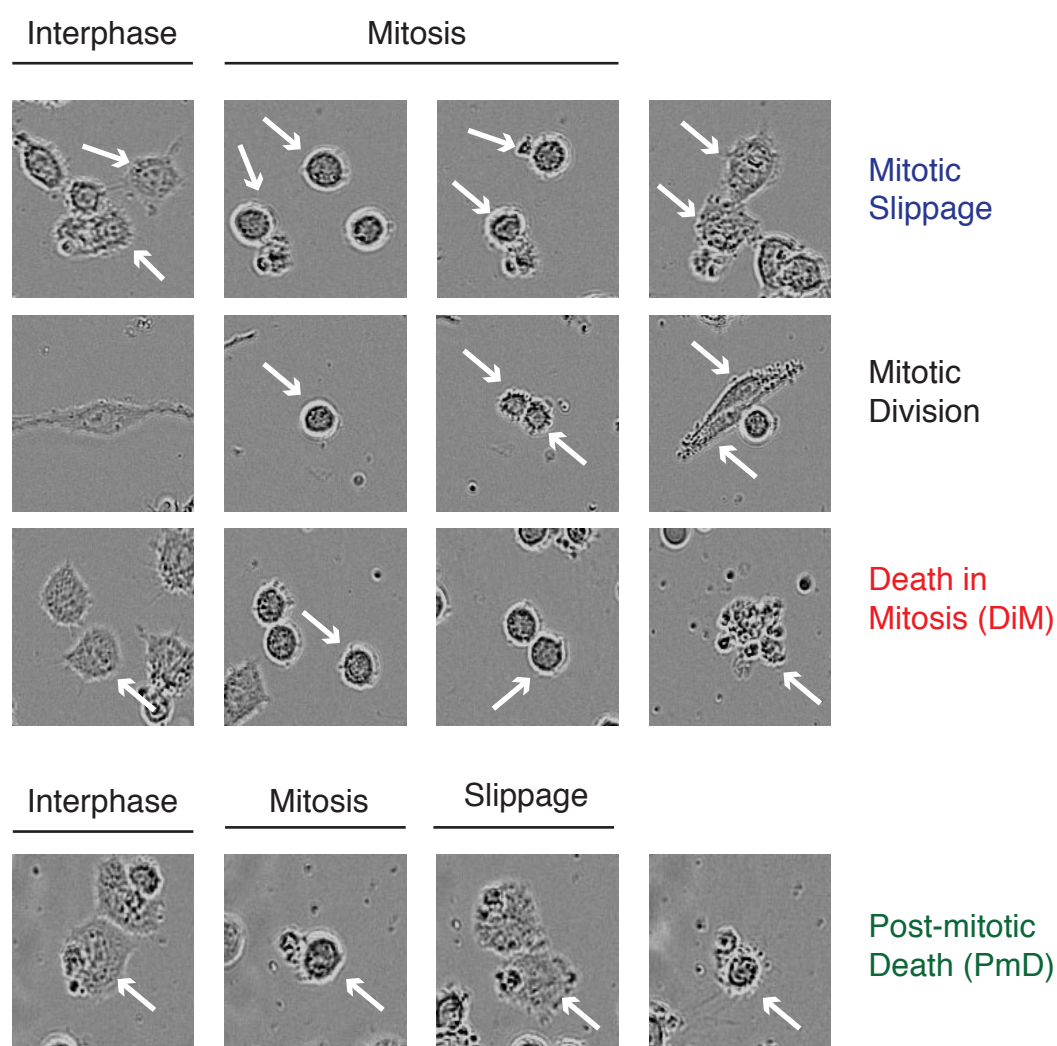 Interphase
Mitosis
Mitotic
Slippage
Mitotic
Division
Death in
Mitosis (DiM)
Interphase
Mitosis
Slippage
Post-mitotic
Death (PmD)